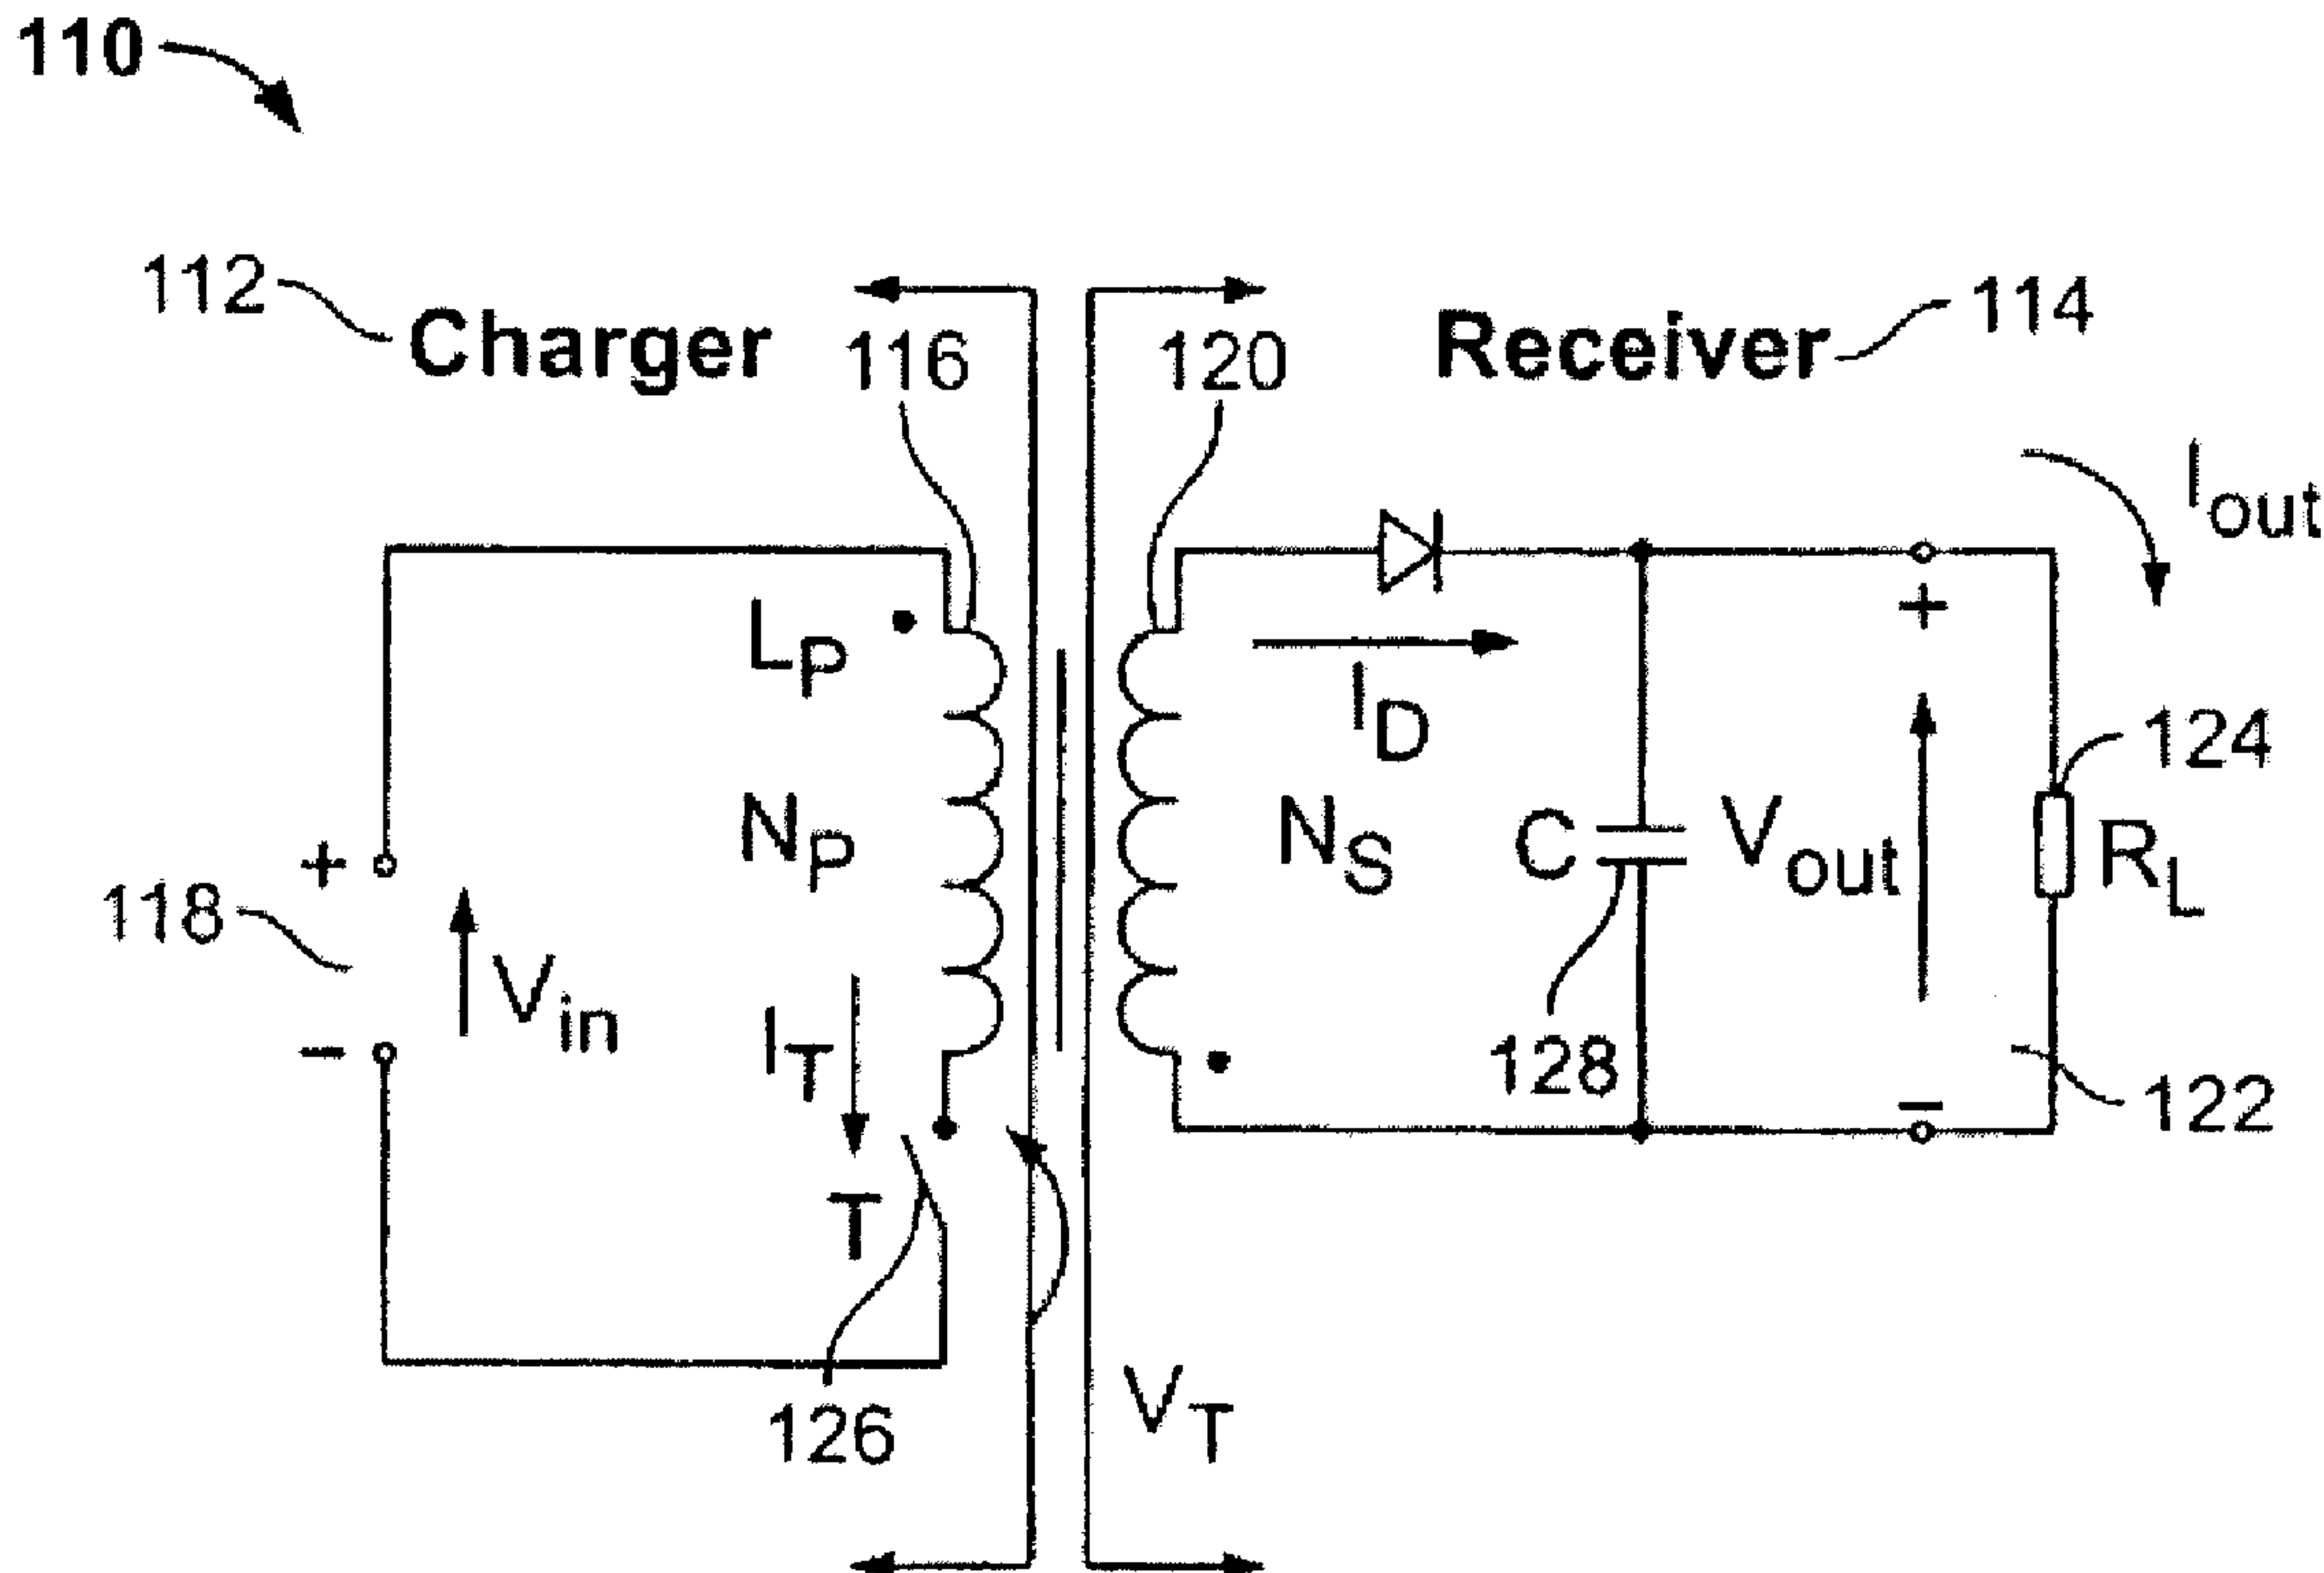 110
112
Charger
116
120
Receiver
114
Iout
LP
ID
NP
NS
C
Vout
124
RL
+
118
Vin
−
IT
128
+
−
122
T
126
VT